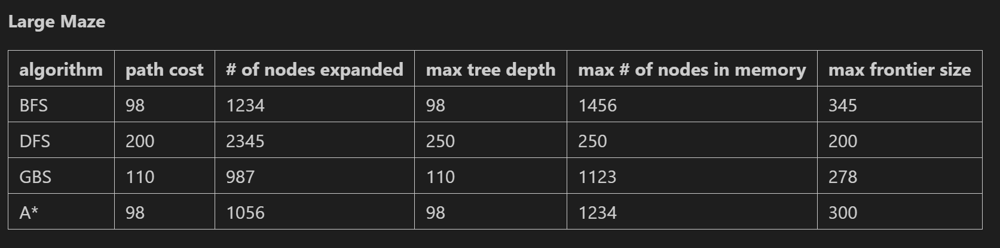 Large Maze
algorithm path cost # of nodes expanded max tree depth max # of nodes in memory max frontier size
BFS 98 1234 98 1456 345
DFS 200 2345 250 250 200
GBS 110 987 110 1123 278
A* 98 1056 98 1234 300